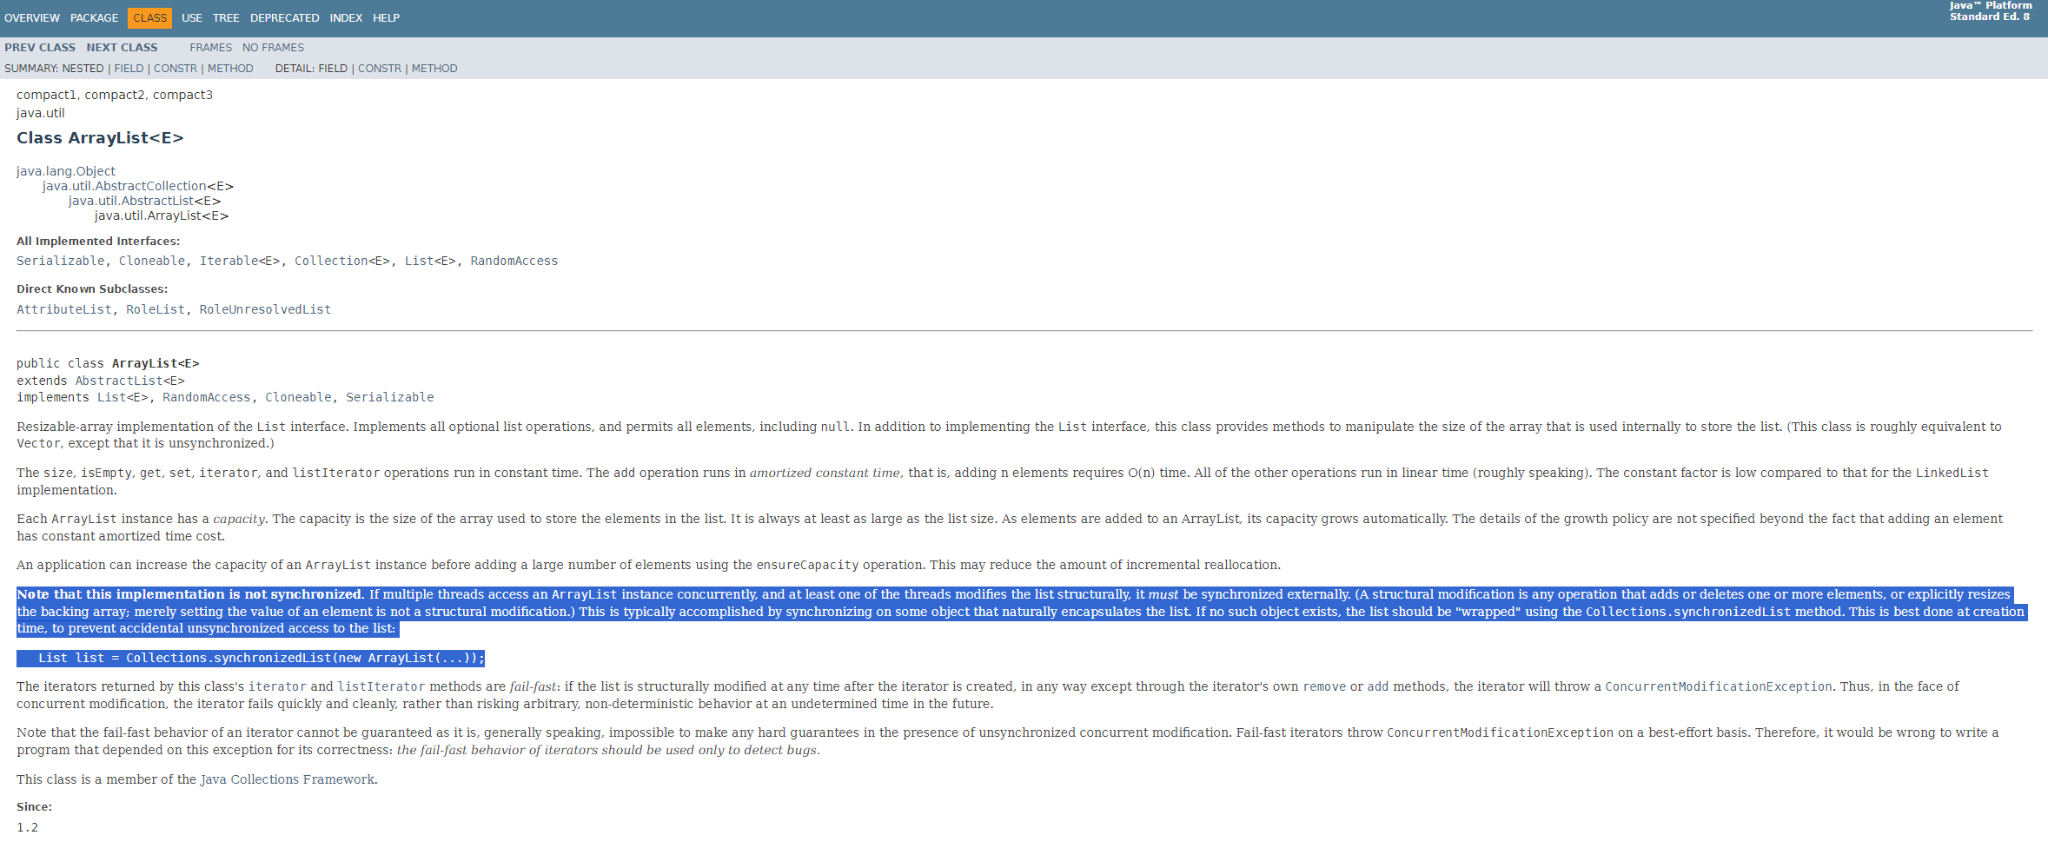 OVERVIEW PACKAGE CLASS USE TREE DEPRECATED INDEX HELP
Java™ Platform
Standard Ed. 8
PREV CLASS NEXT CLASS FRAMES NO FRAMES
SUMMARY: NESTED | FIELD | CONSTR | METHOD DETAIL: FIELD | CONSTR | METHOD
compact1, compact2, compact3
java.util
Class ArrayList<E>
java.lang.Object
java.util.AbstractCollection<E>
java.util.AbstractList<E>
java.util.ArrayList<E>
All Implemented Interfaces:
Serializable, Cloneable, Iterable<E>, Collection<E>, List<E>, RandomAccess
Direct Known Subclasses:
AttributeList, RoleList, RoleUnresolvedList
public class ArrayList<E>
extends AbstractList<E>
implements List<E>, RandomAccess, Cloneable, Serializable
Resizable-array implementation of the List interface. Implements all optional list operations, and permits all elements, including null. In addition to implementing the List interface, this class provides methods to manipulate the size of the array that is used internally to store the list. (This class is roughly equivalent to
Vector, except that it is unsynchronized.)
The size, isEmpty, get, set, iterator, and listIterator operations run in constant time. The add operation runs in amortized constant time, that is, adding n elements requires O(n) time. All of the other operations run in linear time (roughly speaking). The constant factor is low compared to that for the LinkedList
implementation.
Each ArrayList instance has a capacity. The capacity is the size of the array used to store the elements in the list. It is always at least as large as the list size. As elements are added to an ArrayList, its capacity grows automatically. The details of the growth policy are not specified beyond the fact that adding an element
has constant amortized time cost.
An application can increase the capacity of an ArrayList instance before adding a large number of elements using the ensureCapacity operation. This may reduce the amount of incremental reallocation.
Note that this implementation is not synchronized. If multiple threads access an ArrayList instance concurrently, and at least one of the threads modifies the list structurally, it must be synchronized externally. (A structural modification is any operation that adds or deletes one or more elements, or explicitly resizes
the backing array; merely setting the value of an element is not a structural modification.) This is typically accomplished by synchronizing on some object that naturally encapsulates the list. If no such object exists, the list should be "wrapped" using the Collections.synchronizedList method. This is best done at creation
time, to prevent accidental unsynchronized access to the list:
List list = Collections.synchronizedList(new ArrayList(...));
The iterators returned by this class's iterator and listIterator methods are fail-fast: if the list is structurally modified at any time after the iterator is created, in any way except through the iterator's own remove or add methods, the iterator will throw a ConcurrentModificationException. Thus, in the face of
concurrent modification, the iterator fails quickly and cleanly, rather than risking arbitrary, non-deterministic behavior at an undetermined time in the future.
Note that the fail-fast behavior of an iterator cannot be guaranteed as it is, generally speaking, impossible to make any hard guarantees in the presence of unsynchronized concurrent modification. Fail-fast iterators throw ConcurrentModificationException on a best-effort basis. Therefore, it would be wrong to write a
program that depended on this exception for its correctness: the fail-fast behavior of iterators should be used only to detect bugs.
This class is a member of the Java Collections Framework.
Since:
1.2